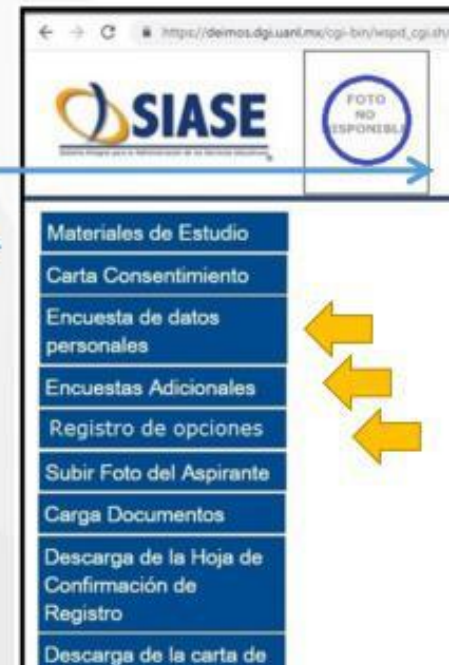 https://deimos.dgi.uanl.mx/cgi-bin/wspd_cgi.sh/
SIASE
FOTO
NO
DISPONIBLE
Materiales de Estudio
Carta Consentimiento
Encuesta de datos
personales
Encuestas Adicionales
Registro de opciones
Subir Foto del Aspirante
Carga Documentos
Descarga de la Hoja de
Confirmación de
Registro
Descarga de la carta de